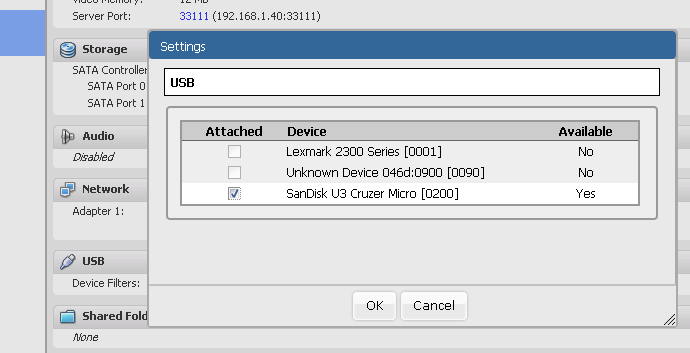 Video Memory: 12 MB
Server Port: 33111 (192.168.1.40:33111)
Storage
SATA Controller
SATA Port 0
SATA Port 1
Audio
Disabled
Network
Adapter 1:
USB
Device Filters:
Shared Fold
None
Settings
USB
Attached Device Available
Lexmark 2300 Series [0001] No
Unknown Device 046d:0900 [0090] No
SanDisk U3 Cruzer Micro [0200] Yes
OK Cancel